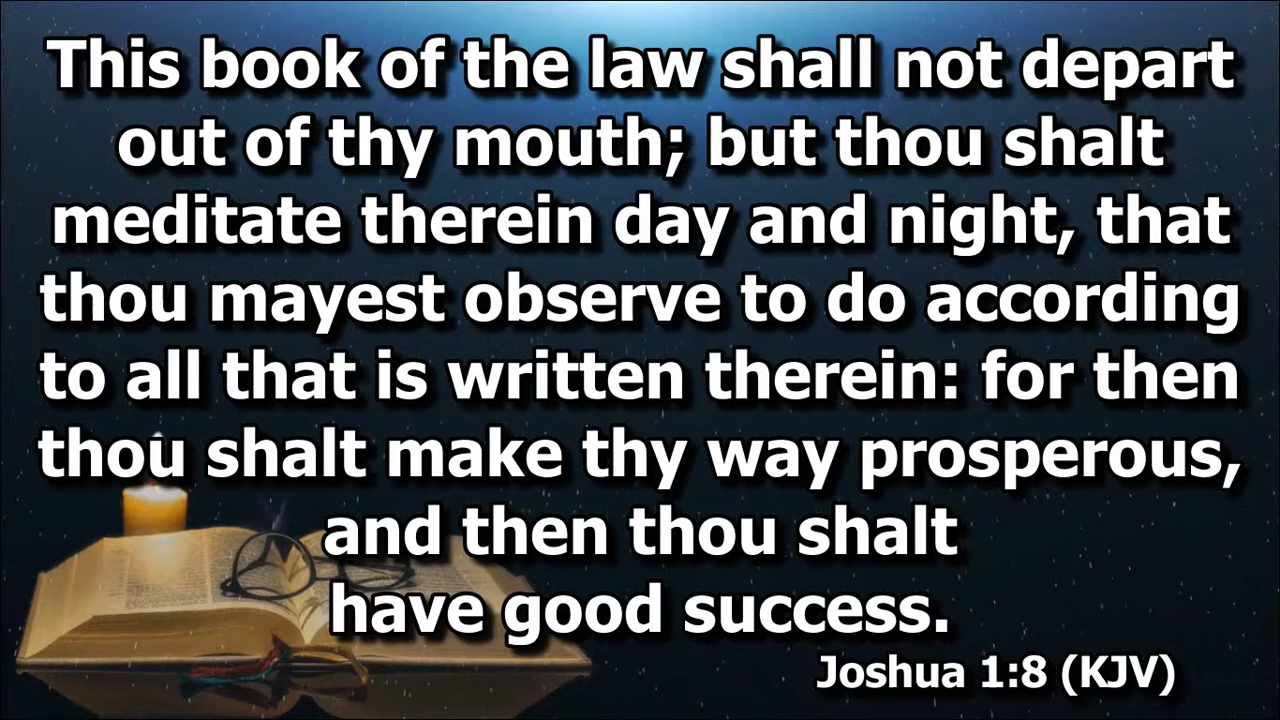 This book of the law shall not depart
out of thy mouth; but thou shalt
meditate therein day and night, that
thou mayest observe to do according
to all that is written therein: for then
thou shalt make thy way prosperous,
and then thou shalt
have good success.
Joshua 1:8 (KJV)